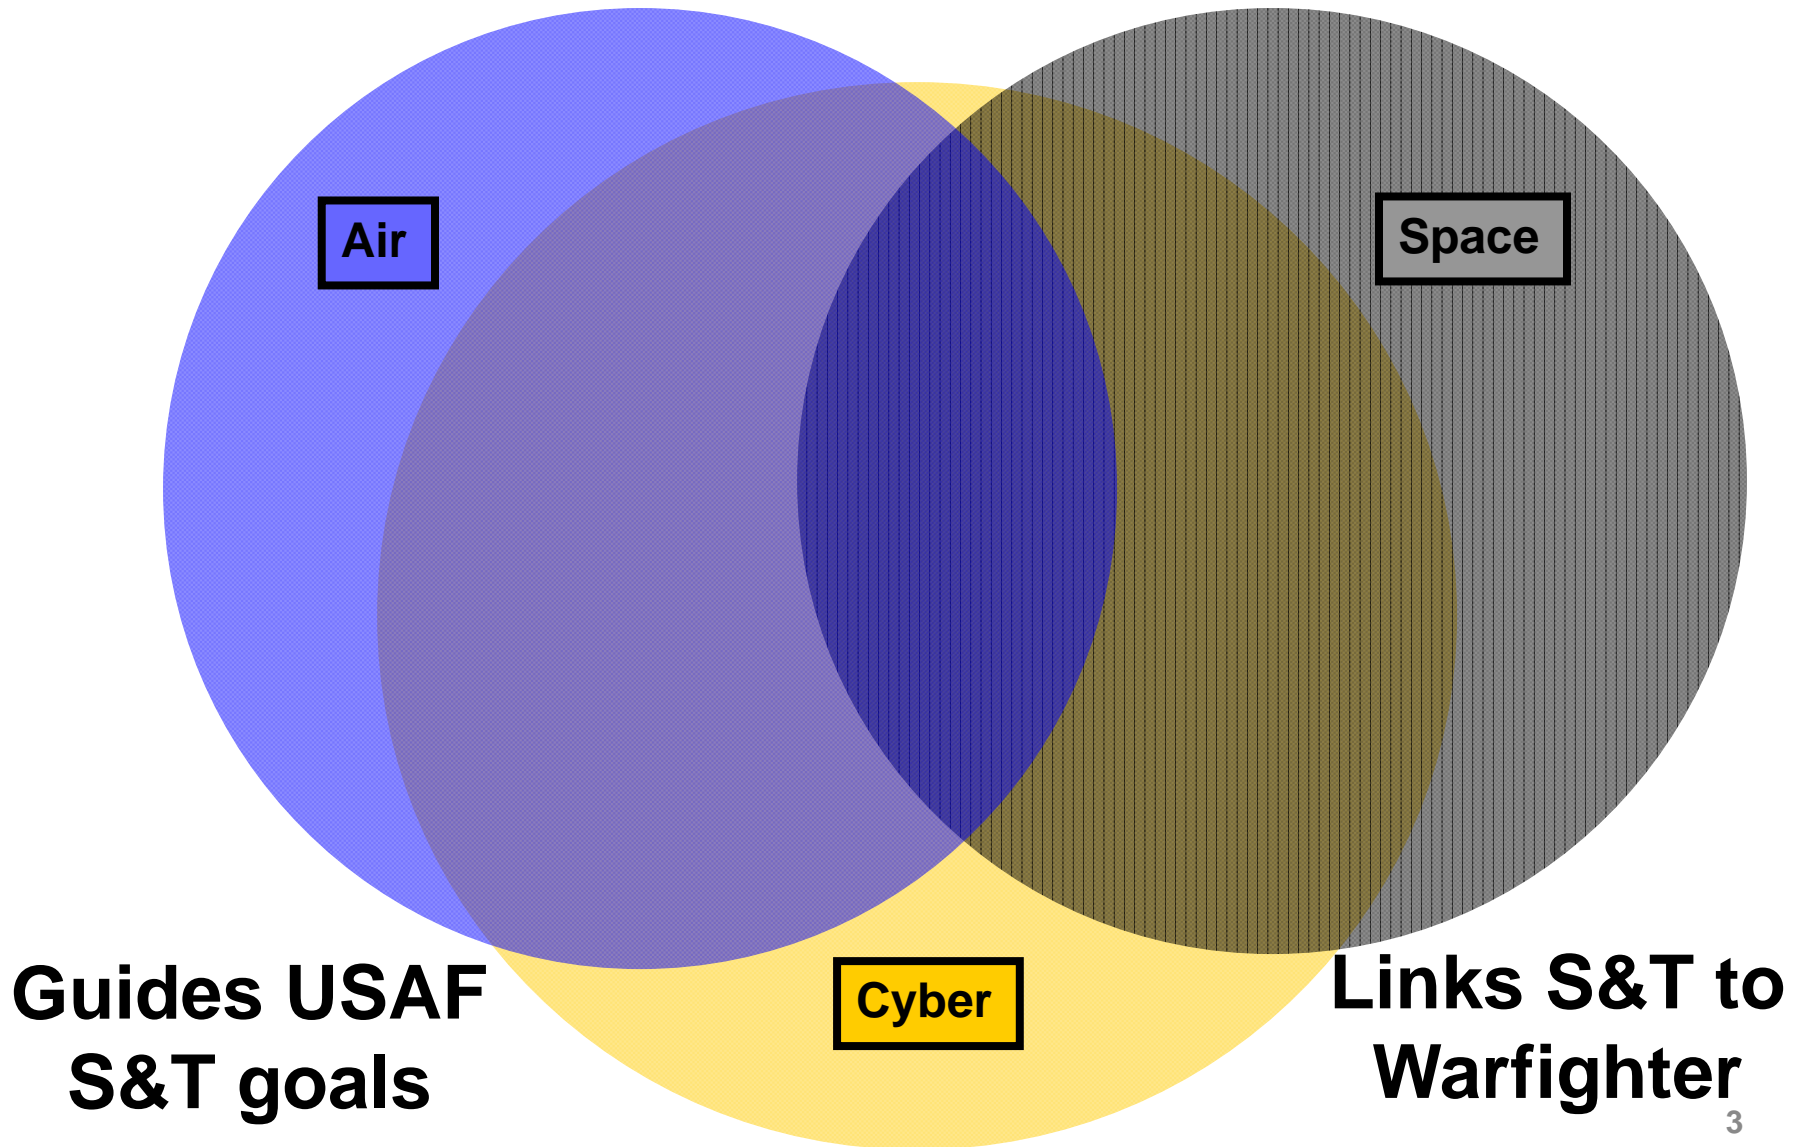 Air
Space
Cyber
Guides USAF
S&T goals
Links S&T to
Warfighter
3